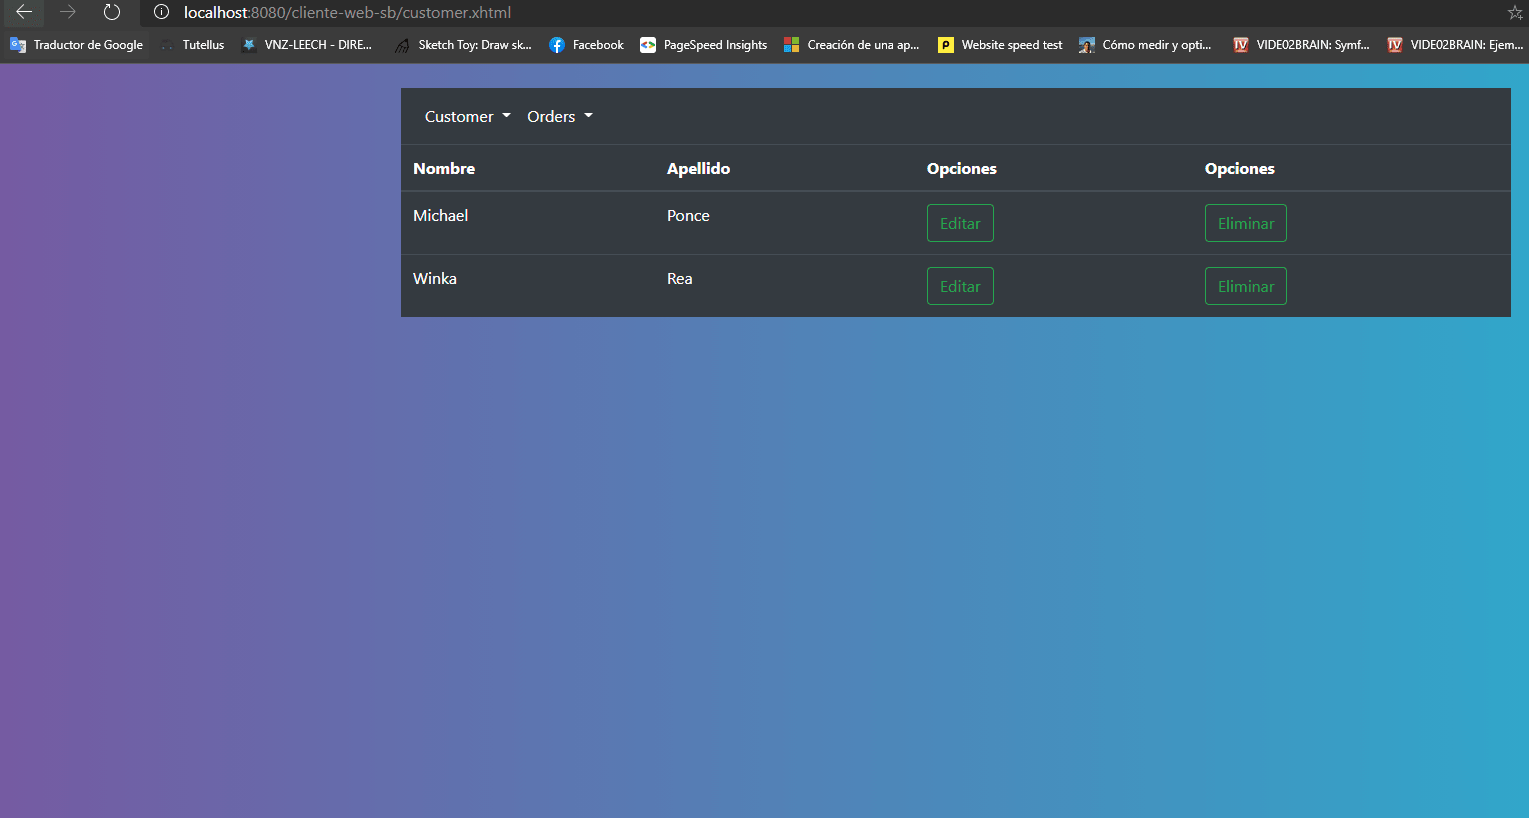 localhost:8080/cliente-web-sb/customer.xhtml
Traductor de Google Tutellus VNZ-LEECH - DIRE... Sketch Toy: Draw sk... Facebook PageSpeed Insights Creación de una ap... Website speed test Cómo medir y opti... VIDE02BRAIN: Symf... VIDE02BRAIN: Ejem...
Customer Orders
Nombre Apellido Opciones Opciones
Michael Ponce Editar Eliminar
Winka Rea Editar Eliminar